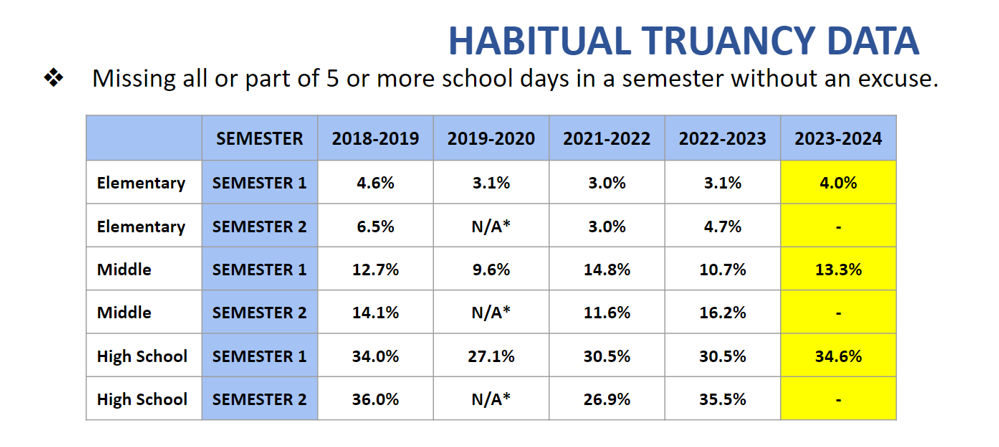 HABITUAL TRUANCY DATA
❖ Missing all or part of 5 or more school days in a semester without an excuse.
SEMESTER 2018-2019 2019-2020 2021-2022 2022-2023 2023-2024
Elementary SEMESTER 1 4.6% 3.1% 3.0% 3.1% 4.0%
Elementary SEMESTER 2 6.5% N/A* 3.0% 4.7% -
Middle SEMESTER 1 12.7% 9.6% 14.8% 10.7% 13.3%
Middle SEMESTER 2 14.1% N/A* 11.6% 16.2% -
High School SEMESTER 1 34.0% 27.1% 30.5% 30.5% 34.6%
High School SEMESTER 2 36.0% N/A* 26.9% 35.5% -